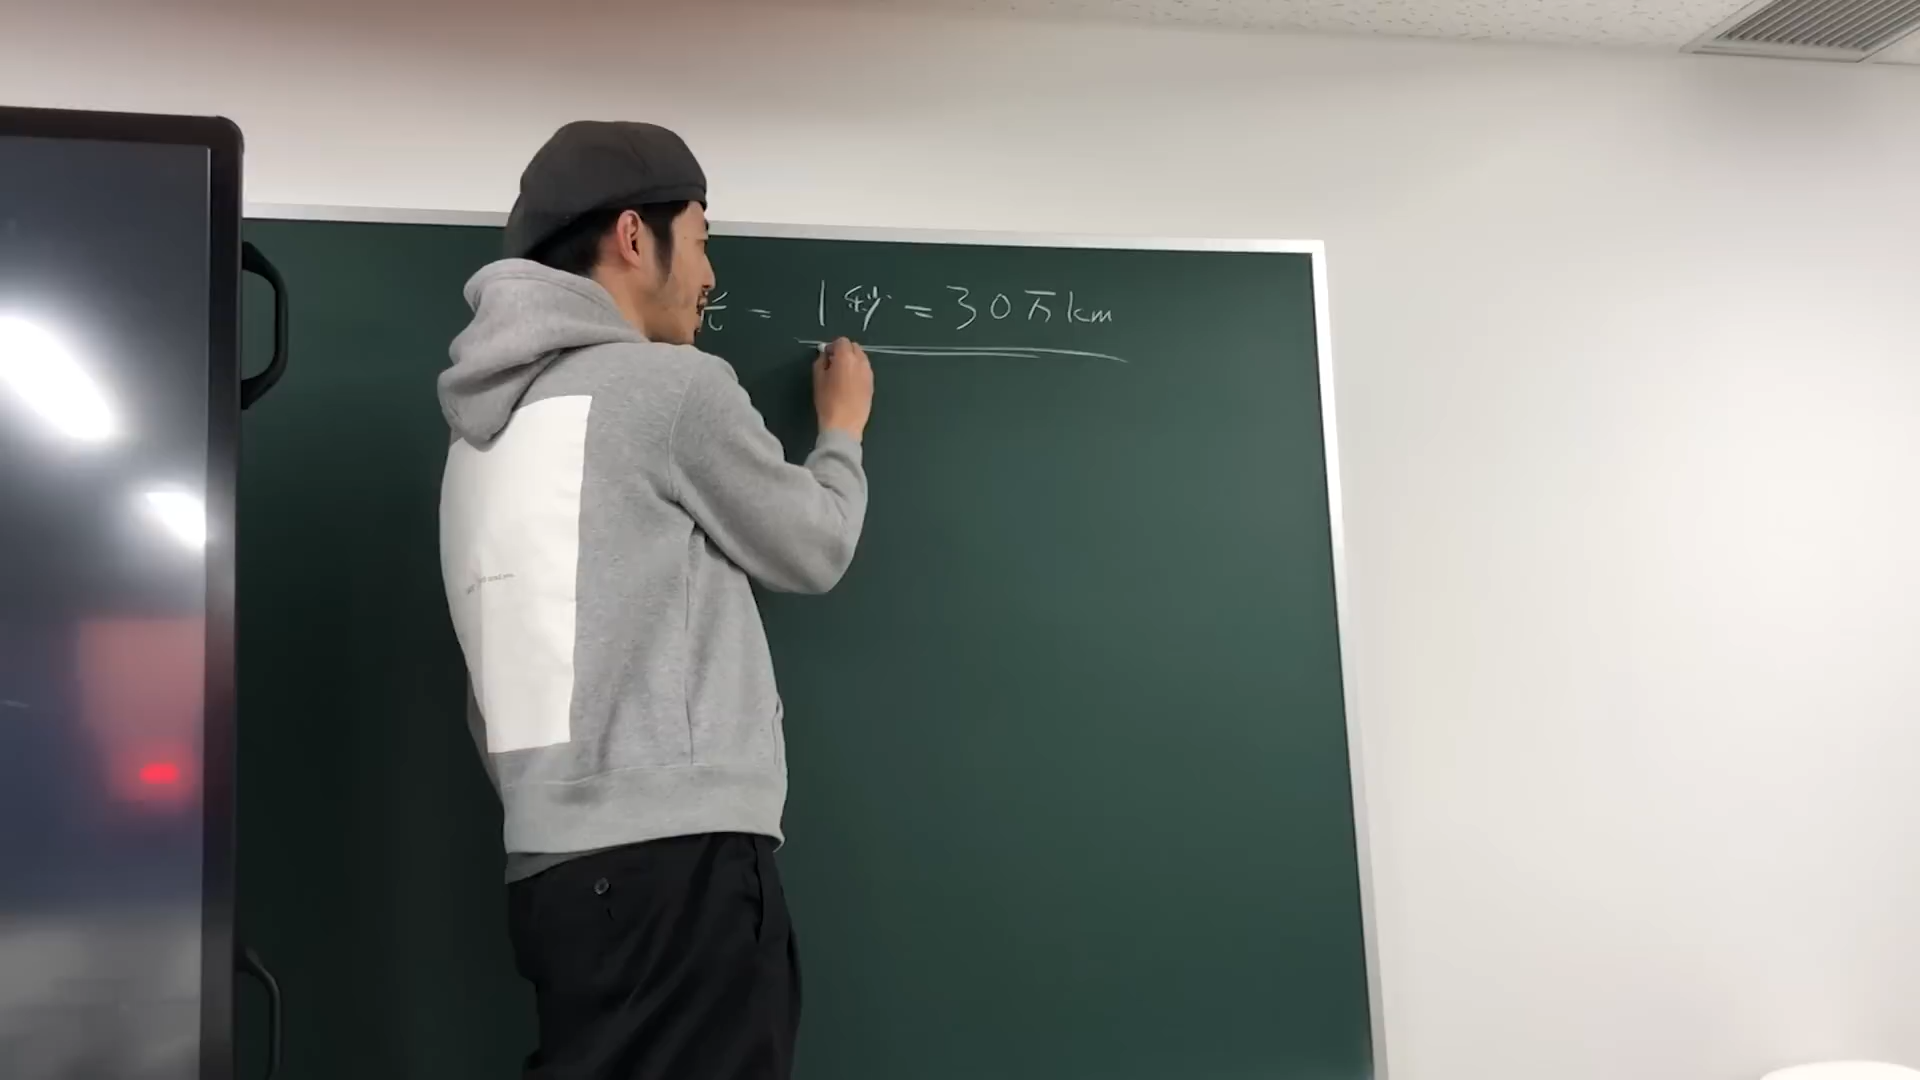 光 = 1秒 = 30万km